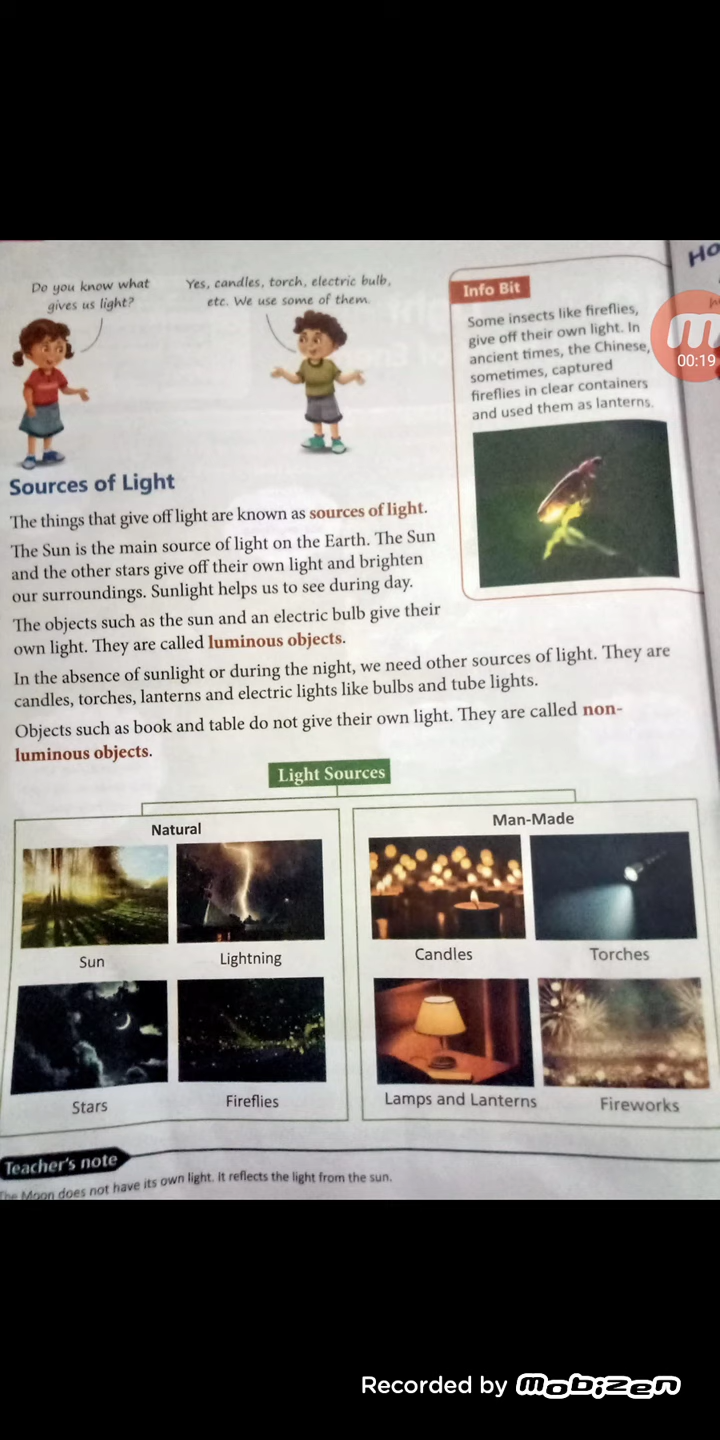 Do you know what
gives us light?
Yes, candles, torch, electric bulb,
etc. We use some of them.
Info Bit
Some insects like fireflies,
give off their own light. In
ancient times, the Chinese,
sometimes, captured
fireflies in clear containers
and used them as lanterns.
Sources of Light
The things that give off light are known as sources of light.
The Sun is the main source of light on the Earth. The Sun
and the other stars give off their own light and brighten
our surroundings. Sunlight helps us to see during day.
The objects such as the sun and an electric bulb give their
own light. They are called luminous objects.
In the absence of sunlight or during the night, we need other sources of light. They are
candles, torches, lanterns and electric lights like bulbs and tube lights.
Objects such as book and table do not give their own light. They are called non-
luminous objects.
Light Sources
Natural
Man-Made
Sun
Lightning
Candles
Torches
Stars
Fireflies
Lamps and Lanterns
Fireworks
Teacher's note
The Moon does not have its own light. It reflects the light from the sun.
Ho
00:19
Recorded by mobizen